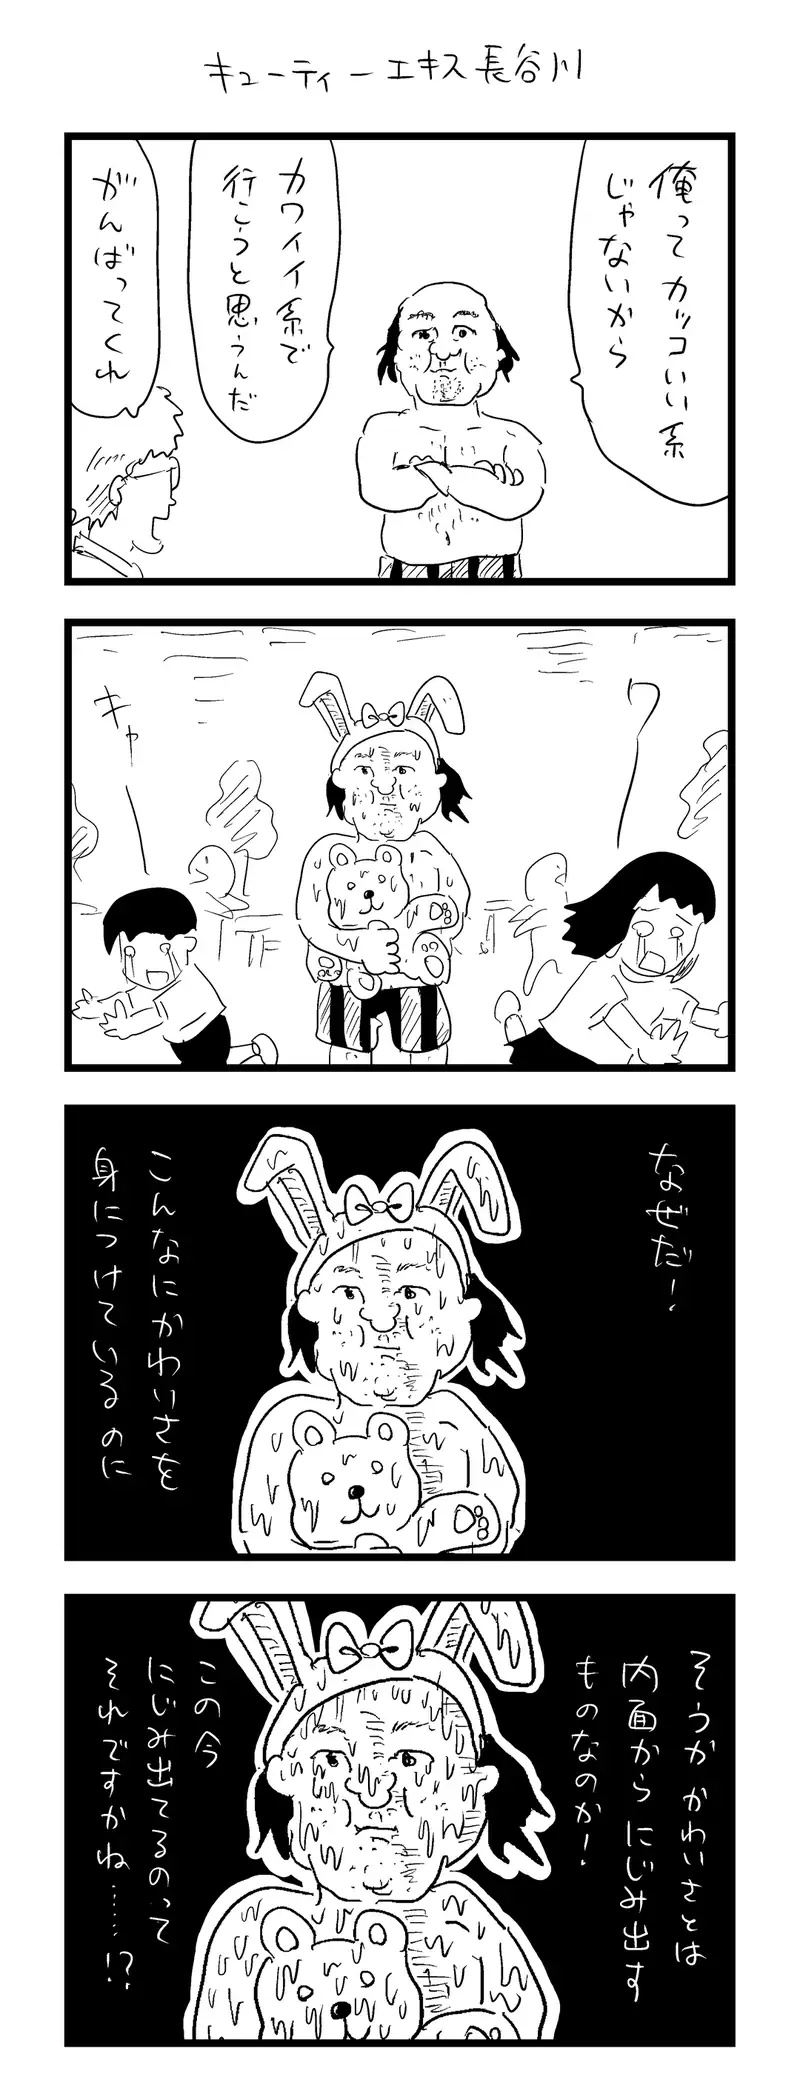 キューティーエキス長谷川
俺ってカッコいい系
じゃないから
カワイイ系で
行こうと思うんだ
がんばってくれ
ワー
キャー
なぜだ！
こんなにかわいさを
身につけているのに
そうか かわいさとは
内面からにじみ出す
ものなのか！
この今
にじみ出てるのって
それですかね……！？